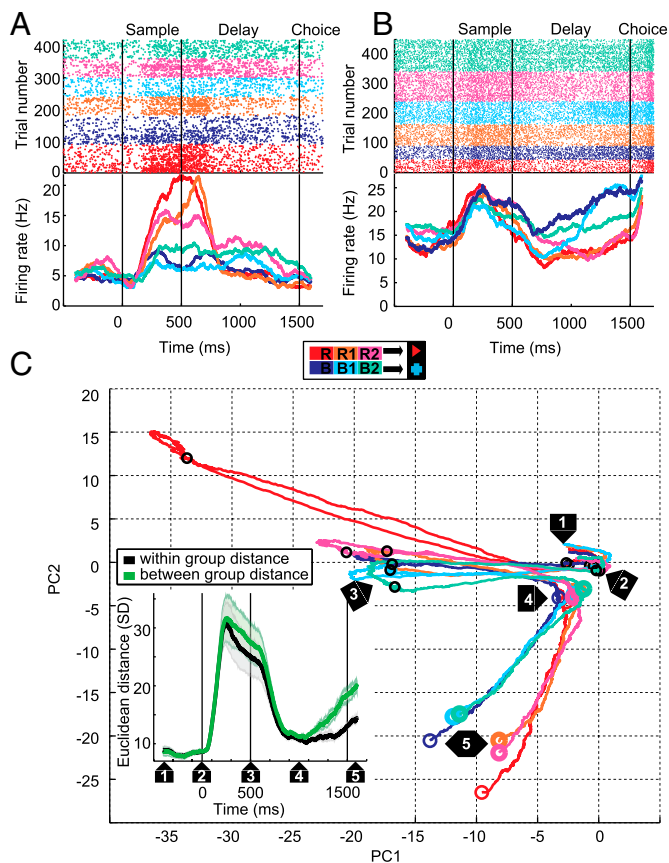 A
Sample Delay Choice
Trial number
400
300
200
100
0
Firing rate (Hz)
20
15
10
5
0
0 500 1000 1500
Time (ms)
B
Sample Delay Choice
Trial number
400
300
200
100
0
Firing rate (Hz)
25
20
15
10
5
0
0 500 1000 1500
Time (ms)
R R1 R2
B B1 B2
C
PC2
20
15
10
5
0
-5
-10
-15
-20
-25
-35 -30 -25 -20 -15 -10 -5 0
PC1
1
2
3
4
5
within group distance
between group distance
Euclidean distance (SD)
30
20
10
1 2 3 4 5
0 500 1500
Time (ms)